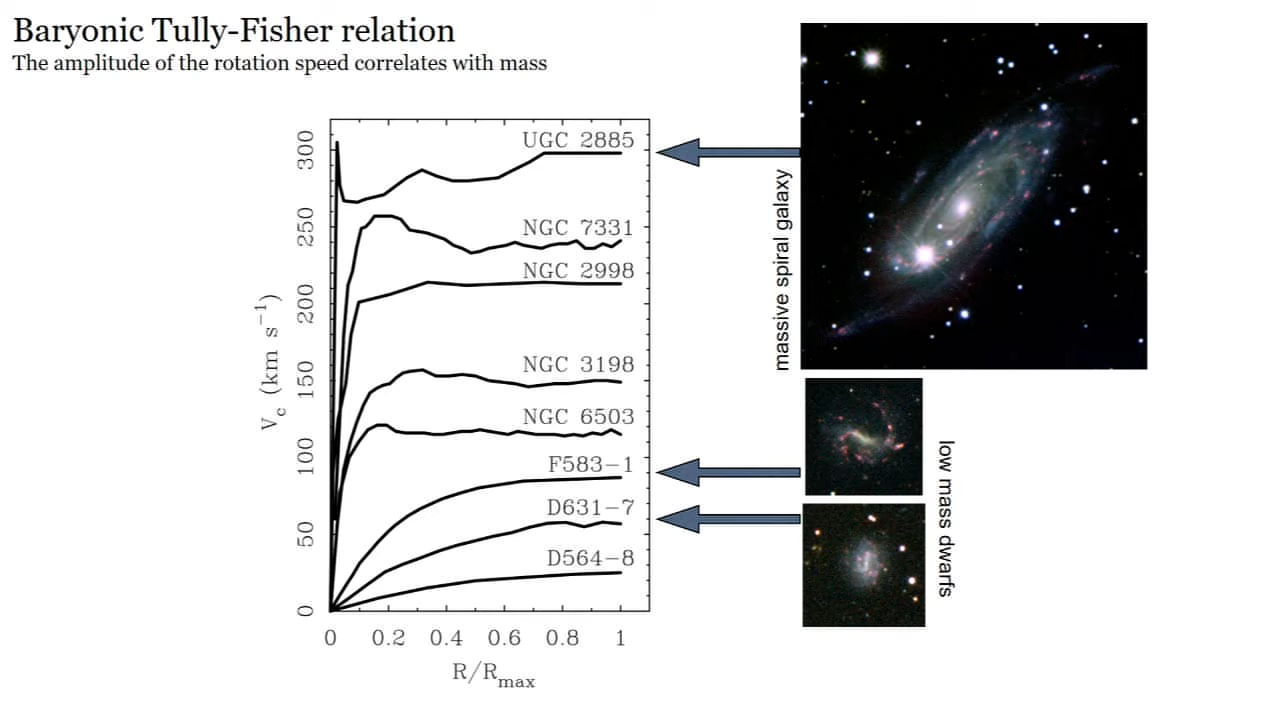 Baryonic Tully-Fisher relation
The amplitude of the rotation speed correlates with mass
UGC 2885
NGC 7331
NGC 2998
NGC 3198
NGC 6503
F583−1
D631−7
D564−8
300
250
200
150
100
50
0
V_c (km s^−1)
0 0.2 0.4 0.6 0.8 1
R/R_max
massive spiral galaxy
low mass dwarfs